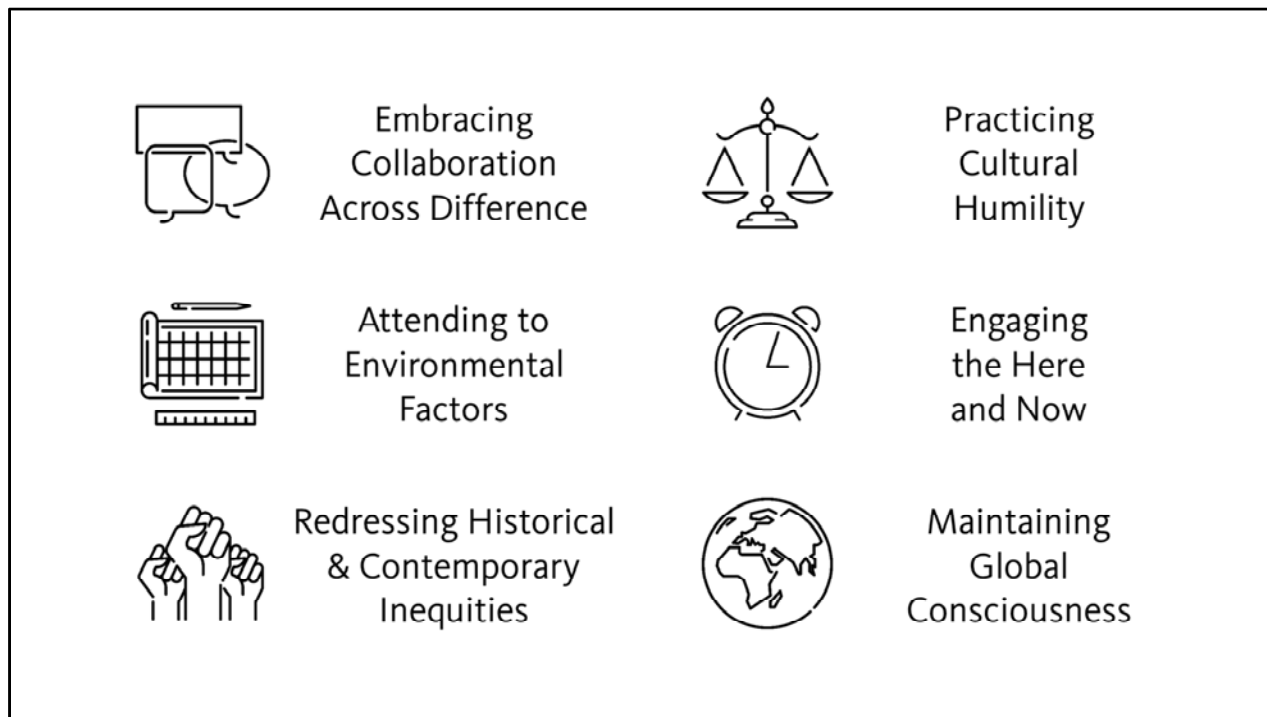 Embracing
Collaboration
Across Difference
Practicing
Cultural
Humility
Attending to
Environmental
Factors
Engaging
the Here
and Now
Redressing Historical
& Contemporary
Inequities
Maintaining
Global
Consciousness